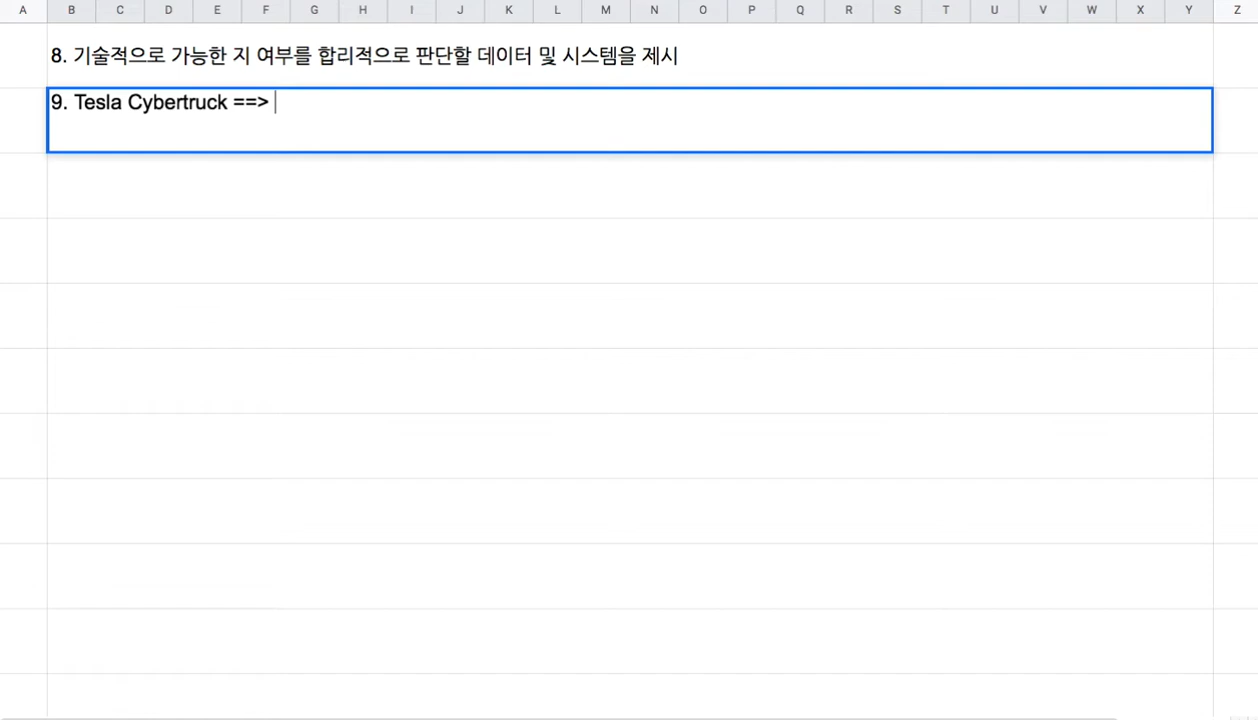 A B C D E F G H I J K L M N O P Q R S T U V W X Y Z
8. 기술적으로 가능한 지 여부를 합리적으로 판단할 데이터 및 시스템을 제시
9. Tesla Cybertruck ==>